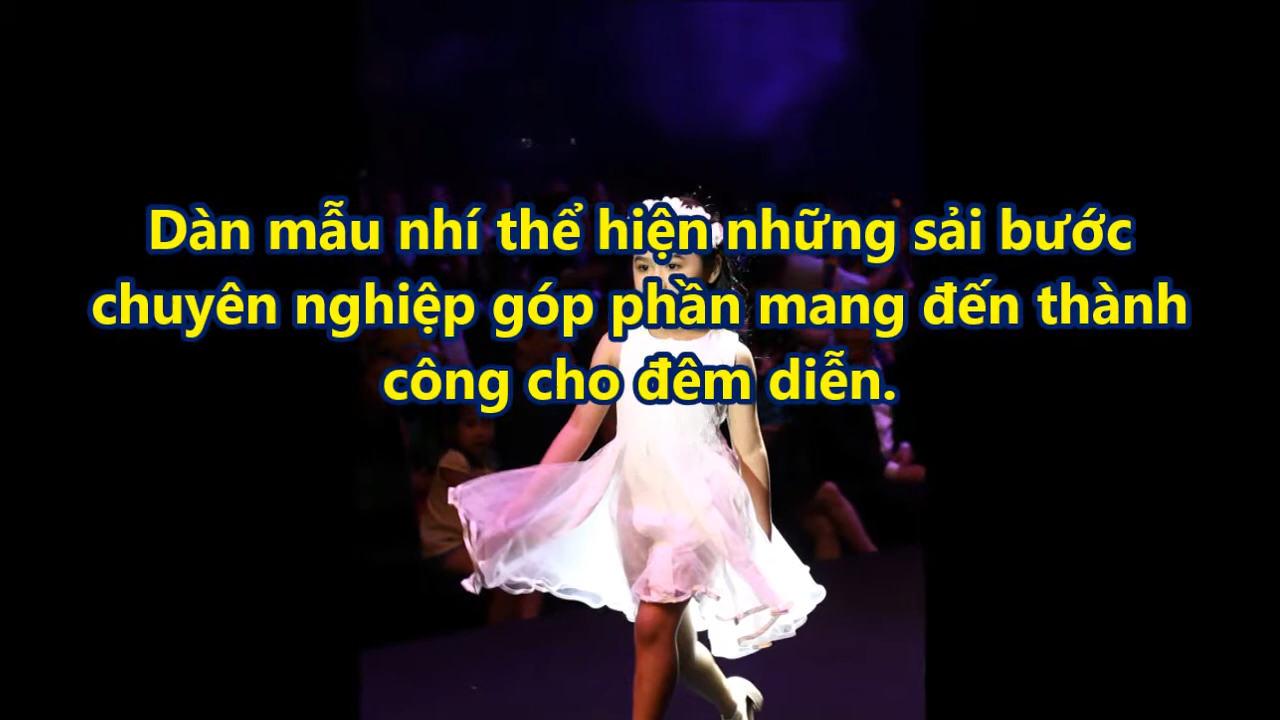 Dàn mẫu nhí thể hiện những sải bước
chuyên nghiệp góp phần mang đến thành
công cho đêm diễn.